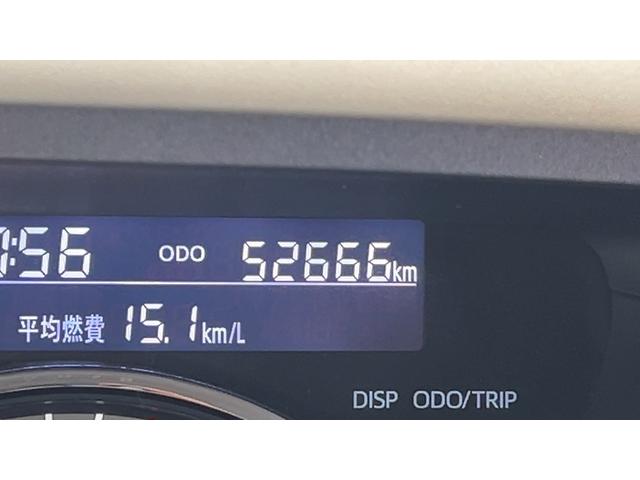 :56 ODO 52666km
平均燃費 15.1km/L
DISP ODO/TRIP